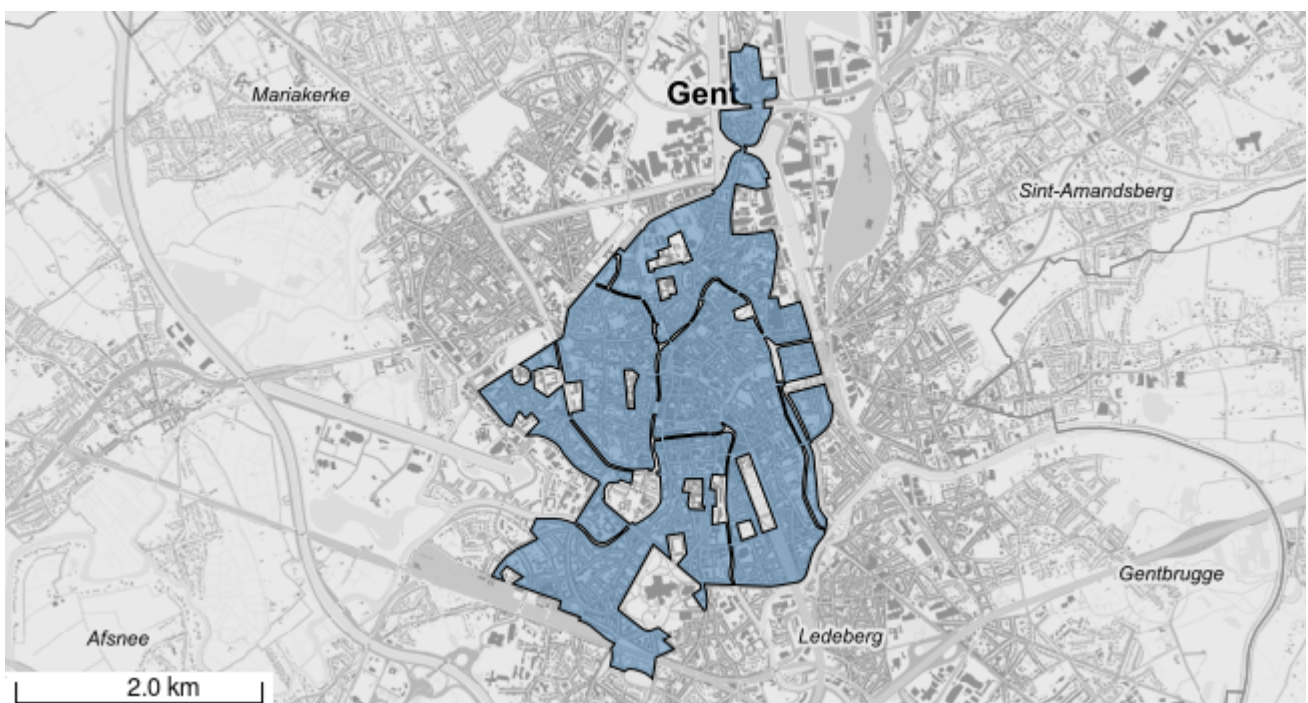 Gent
Mariakerke
Sint-Amandsberg
Gentbrugge
Afsnee
Ledeberg
2.0 km